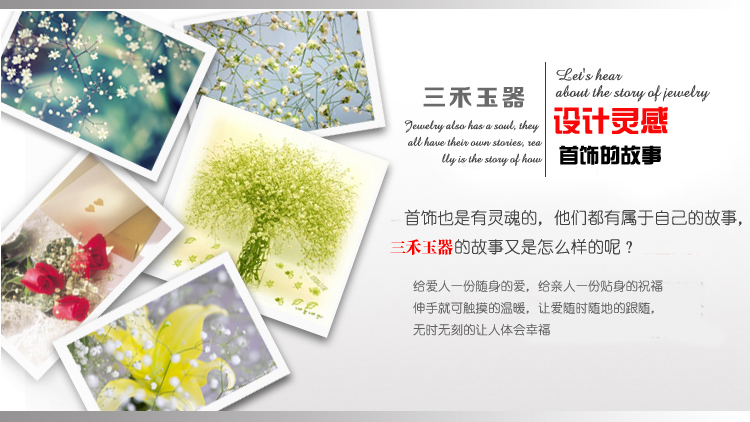 三禾玉器
Jewelry also has a soul, they
all have their own stories, rea
lly is the story of how
Let's hear
about the story of jewelry
设计灵感
首饰的故事
首饰也是有灵魂的，他们都有属于自己的故事，
三禾玉器的故事又是怎么样的呢？
给爱人一份随身的爱，给亲人一份贴身的祝福
伸手就可触摸的温暖，让爱随时随地的跟随，
无时无刻的让人体会幸福